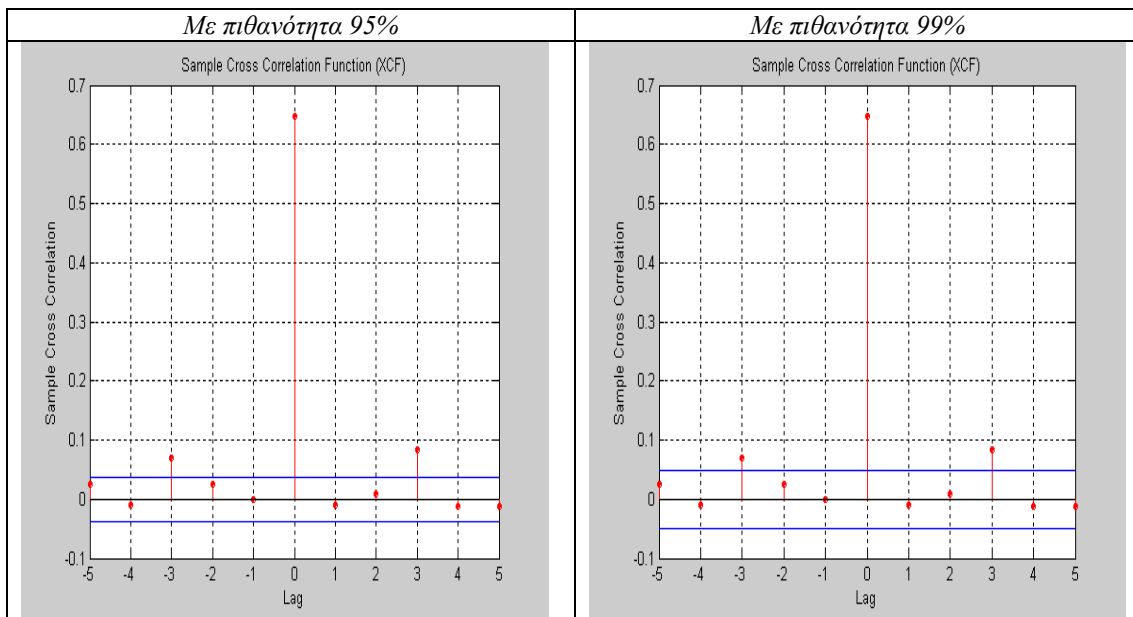 Με πιθανότητα 95%
Sample Cross Correlation Function (XCF)
Sample Cross Correlation
0.7
0.6
0.5
0.4
0.3
0.2
0.1
0
-0.1
-5 -4 -3 -2 -1 0 1 2 3 4 5
Lag
Με πιθανότητα 99%
Sample Cross Correlation Function (XCF)
Sample Cross Correlation
0.7
0.6
0.5
0.4
0.3
0.2
0.1
0
-0.1
-5 -4 -3 -2 -1 0 1 2 3 4 5
Lag